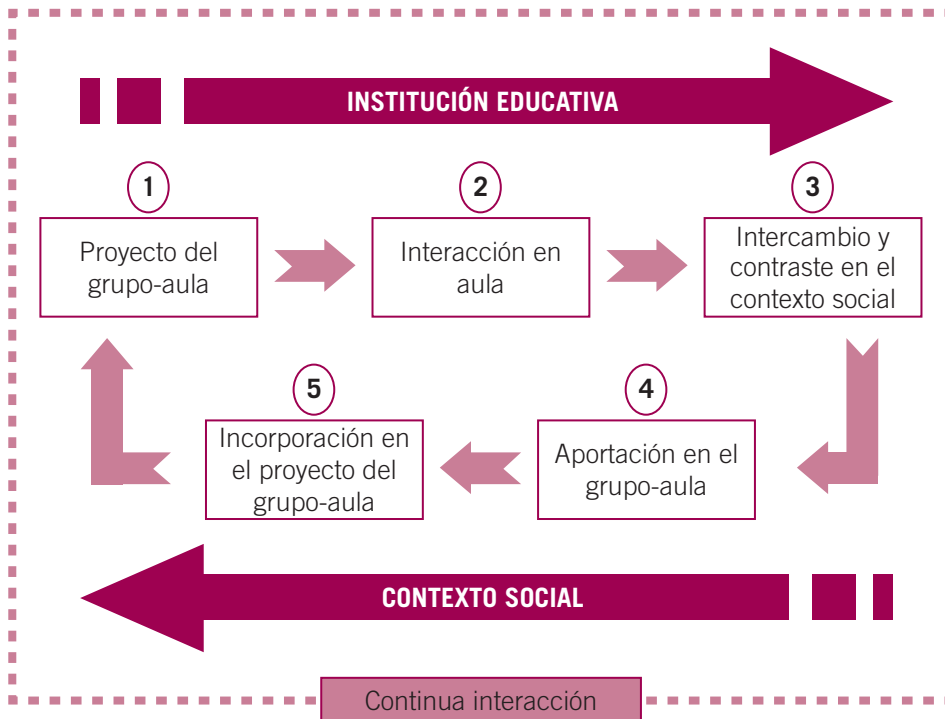 INSTITUCIÓN EDUCATIVA
1
Proyecto del
grupo-aula
2
Interacción en
aula
3
Intercambio y
contraste en el
contexto social
4
Aportación en el
grupo-aula
5
Incorporación en
el proyecto del
grupo-aula
CONTEXTO SOCIAL
Continua interacción